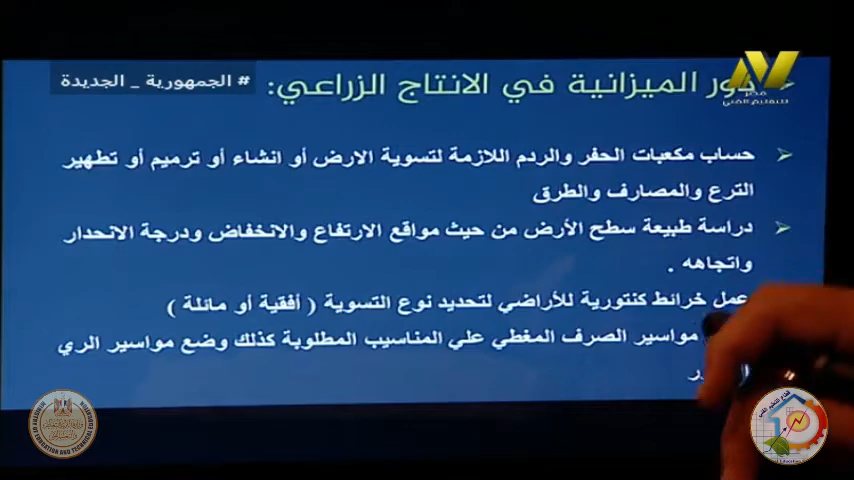 # الجمهورية _ الجديدة
مصر
للتعليم الفني
دور الميزانية في الانتاج الزراعي:
حساب مكعبات الحفر والردم اللازمة لتسوية الارض أو انشاء أو ترميم أو تطهير
الترع والمصارف والطرق
دراسة طبيعة سطح الأرض من حيث مواقع الارتفاع والانخفاض ودرجة الانحدار
واتجاهه .
عمل خرائط كنتورية للأراضي لتحديد نوع التسوية ( أفقية أو مائلة )
مواسير الصرف المغطي علي المناسيب المطلوبة كذلك وضع مواسير الري